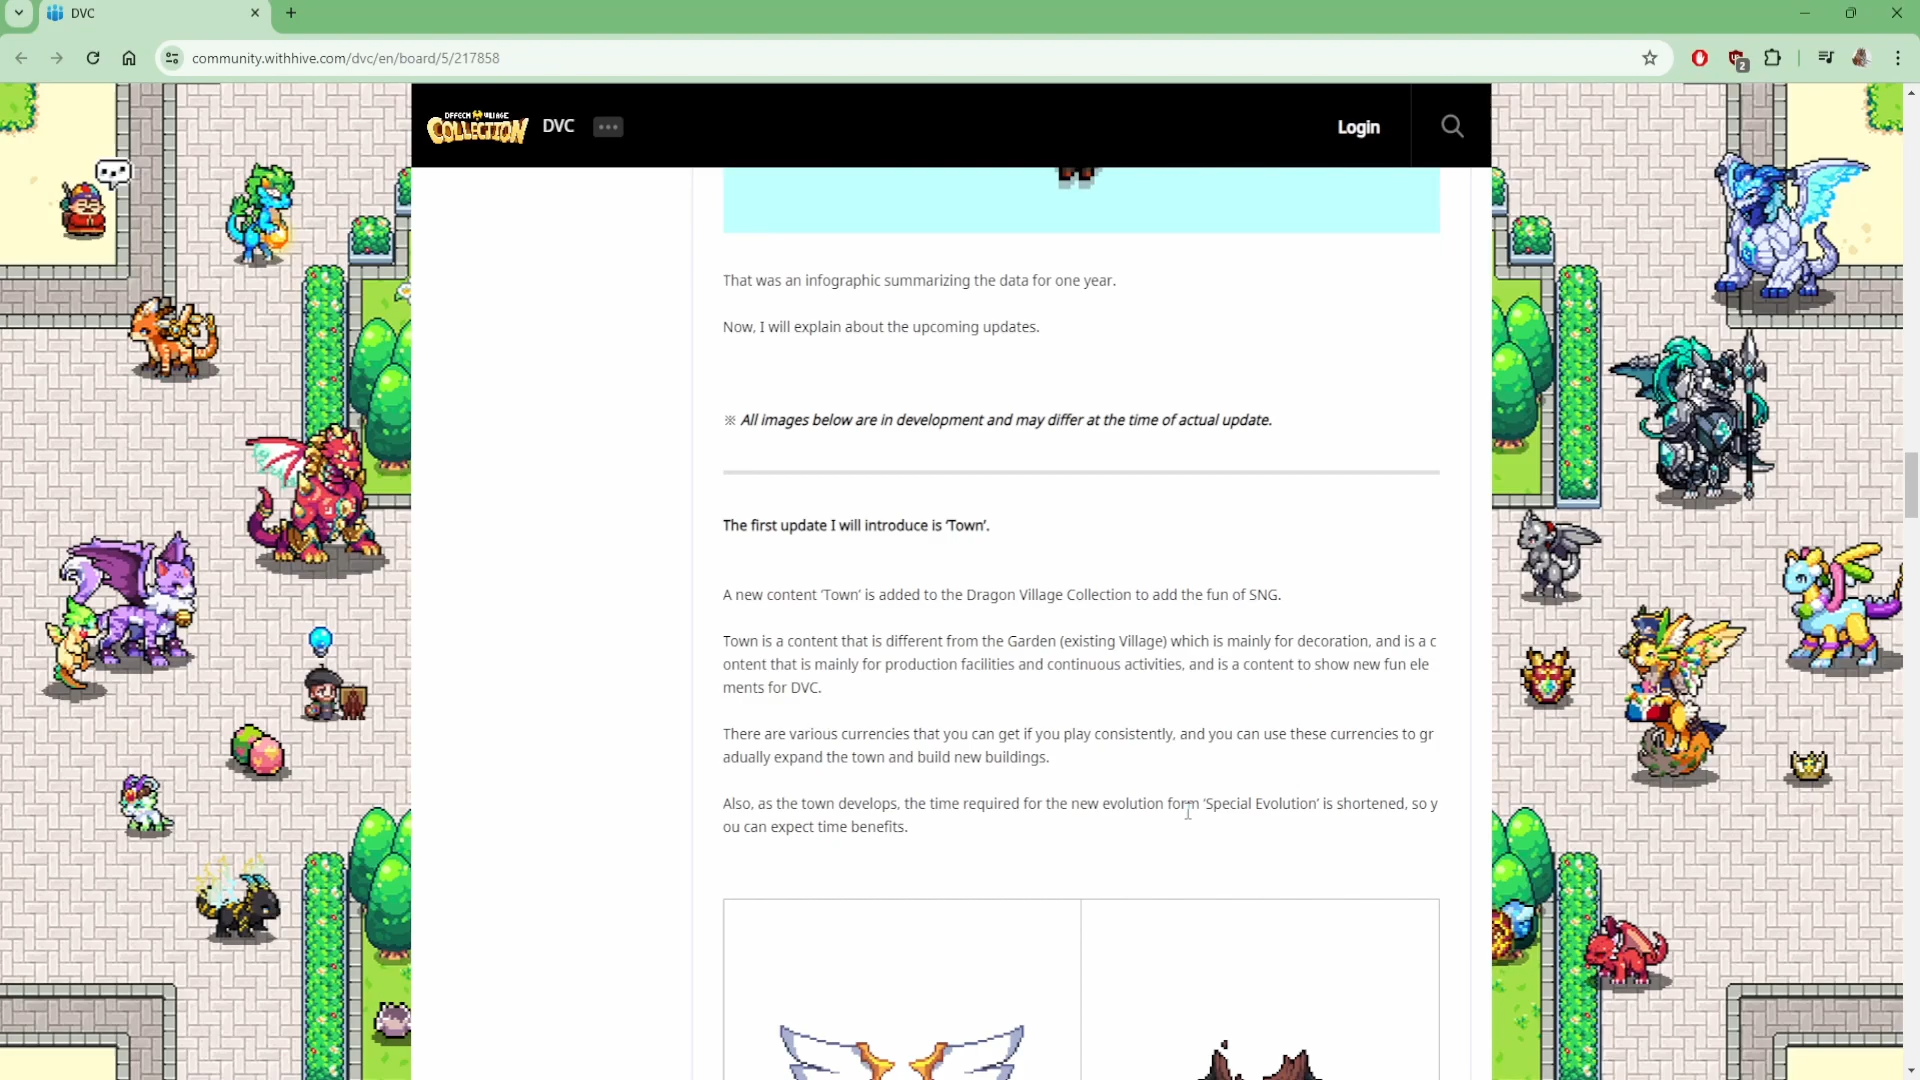 DVC
community.withhive.com/dvc/en/board/5/217858
2
COLLECTION
DVC
Login
That was an infographic summarizing the data for one year.
Now, I will explain about the upcoming updates.
※ All images below are in development and may differ at the time of actual update.
The first update I will introduce is ‘Town’.
A new content ‘Town’ is added to the Dragon Village Collection to add the fun of SNG.
Town is a content that is different from the Garden (existing Village) which is mainly for decoration, and is a c
ontent that is mainly for production facilities and continuous activities, and is a content to show new fun ele
ments for DVC.
There are various currencies that you can get if you play consistently, and you can use these currencies to gr
adually expand the town and build new buildings.
Also, as the town develops, the time required for the new evolution form ‘Special Evolution’ is shortened, so y
ou can expect time benefits.